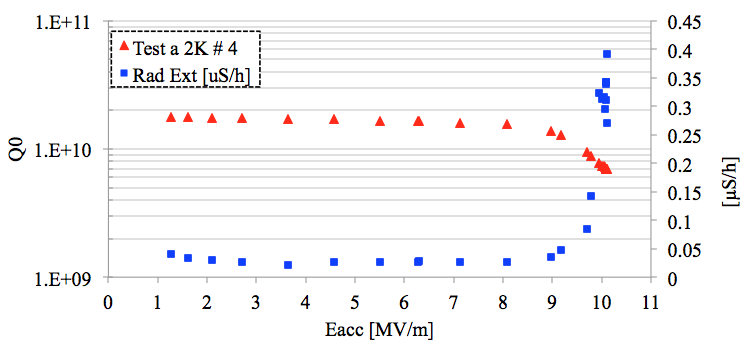 1.E+11
1.E+10
1.E+09
Q0
Test a 2K # 4
Rad Ext [uS/h]
0.45
0.4
0.35
0.3
0.25
0.2
0.15
0.1
0.05
0
[µS/h]
0 1 2 3 4 5 6 7 8 9 10 11
Eacc [MV/m]